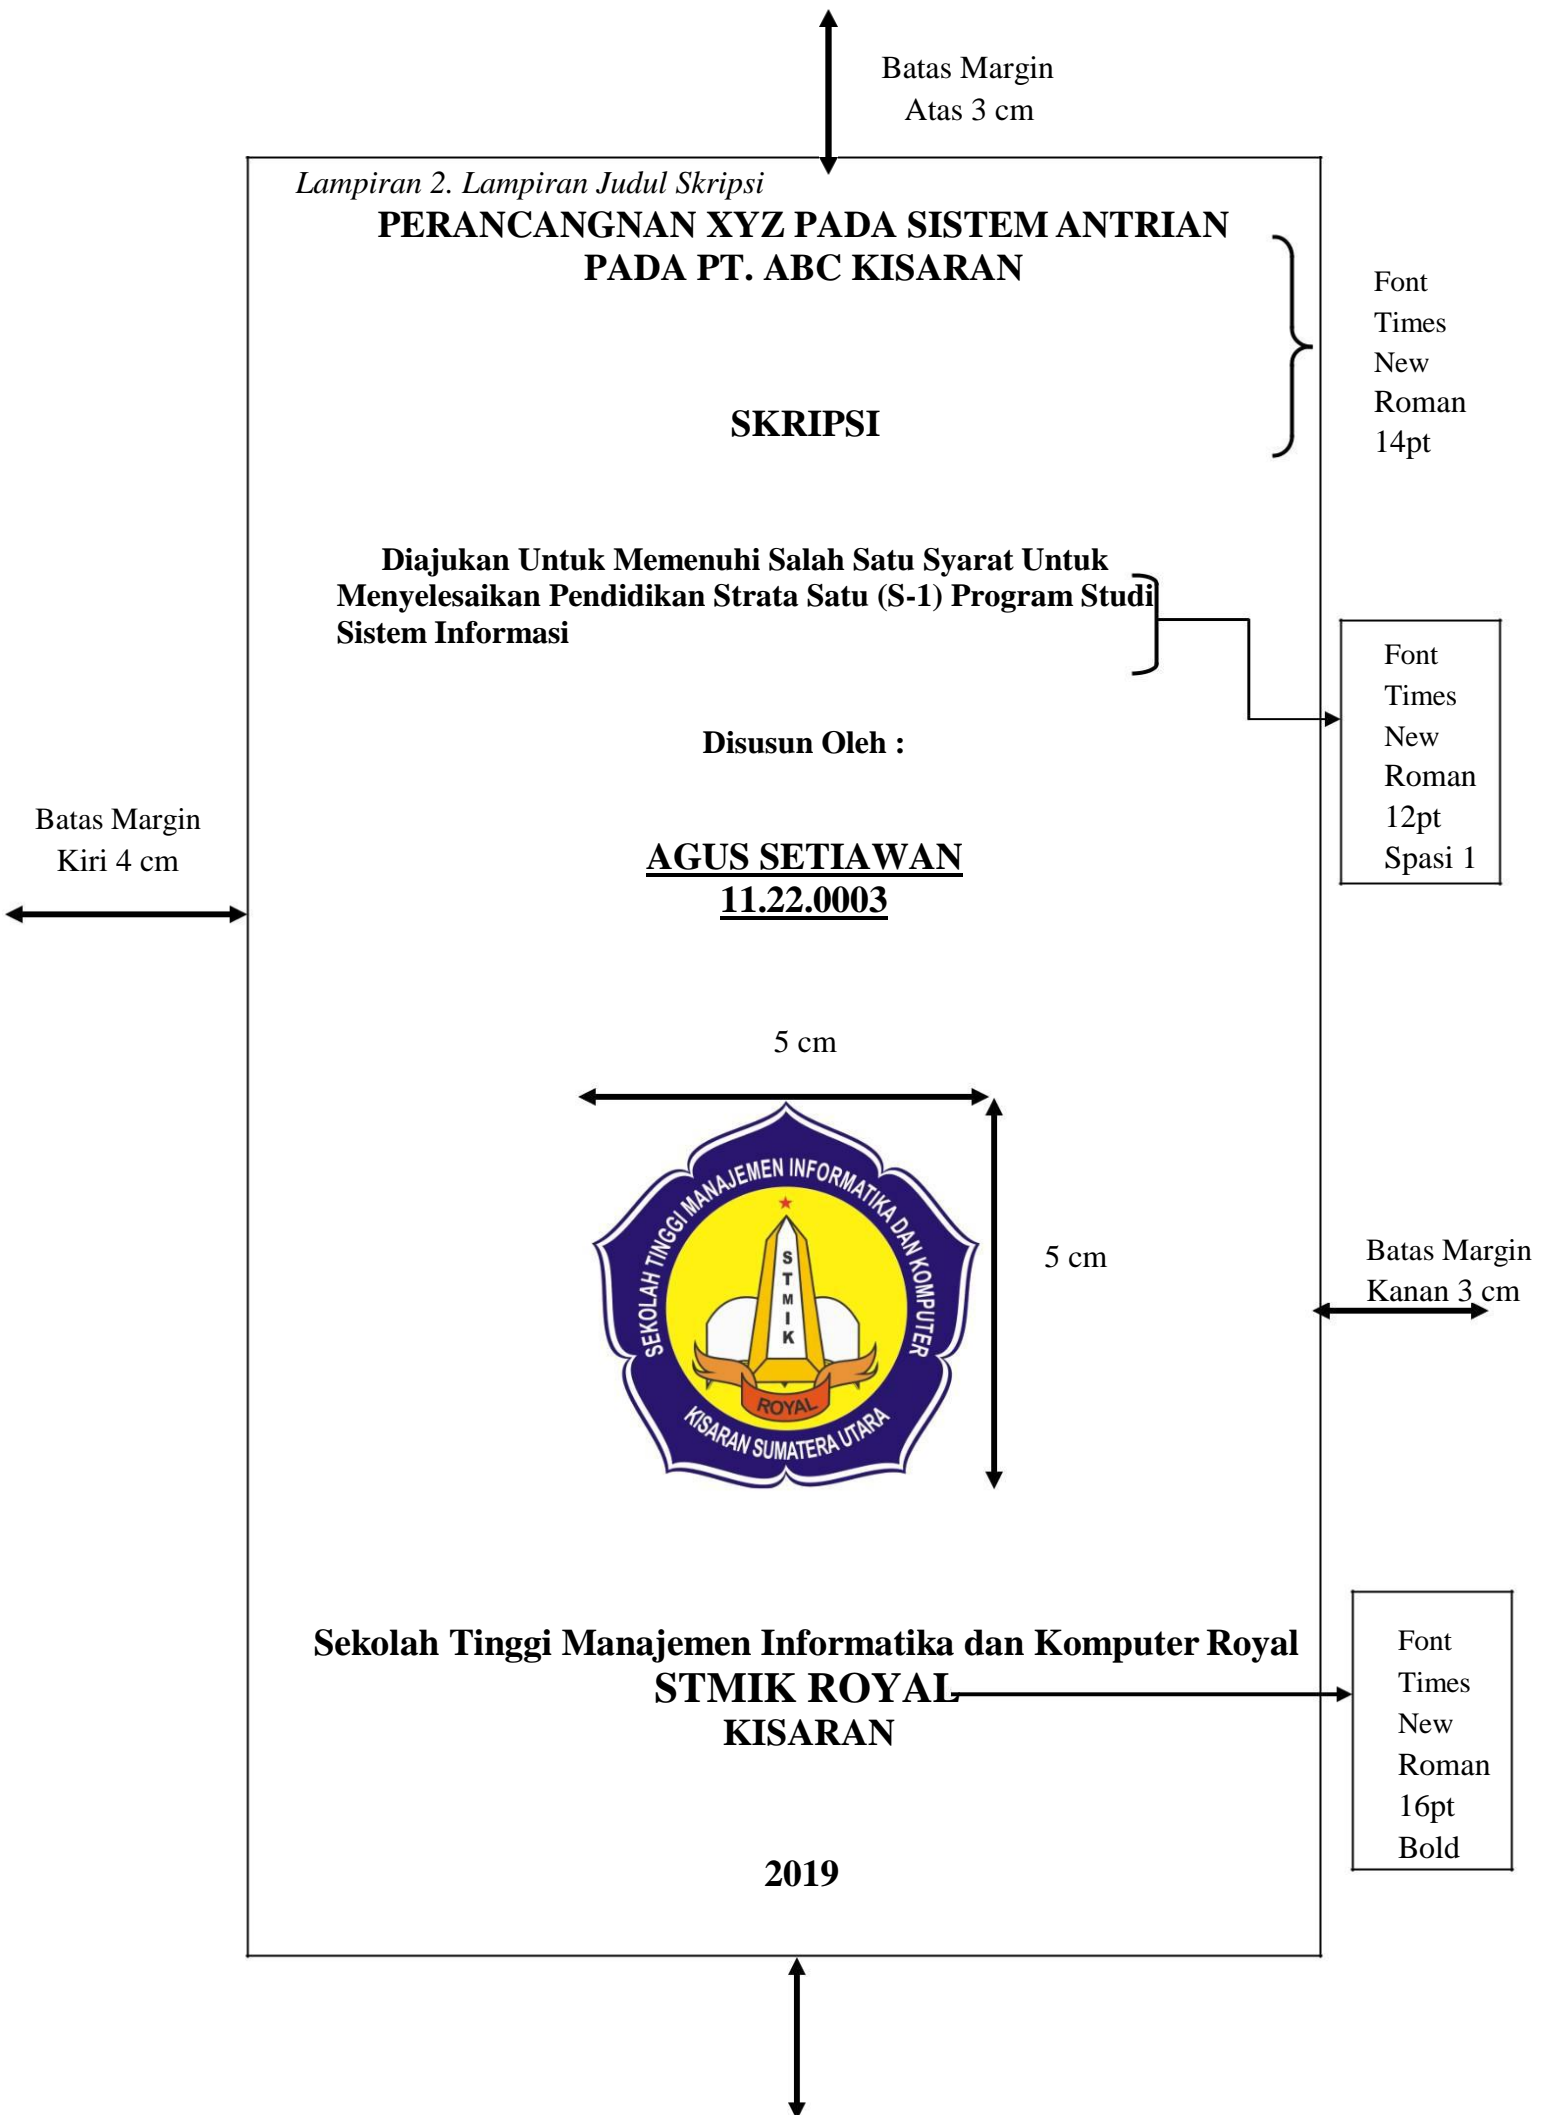 Batas Margin
Atas 3 cm
Lampiran 2. Lampiran Judul Skripsi
PERANCANGNAN XYZ PADA SISTEM ANTRIAN
PADA PT. ABC KISARAN
Font
Times
New
Roman
14pt
SKRIPSI
Diajukan Untuk Memenuhi Salah Satu Syarat Untuk
Menyelesaikan Pendidikan Strata Satu (S-1) Program Studi
Sistem Informasi
Font
Times
New
Roman
12pt
Spasi 1
Disusun Oleh :
Batas Margin
Kiri 4 cm
AGUS SETIAWAN
11.22.0003
5 cm
SEKOLAH TINGGI MANAJEMEN INFORMATIKA DAN KOMPUTER
STMIK
ROYAL
KISARAN SUMATERA UTARA
5 cm
Batas Margin
Kanan 3 cm
Sekolah Tinggi Manajemen Informatika dan Komputer Royal
STMIK ROYAL
KISARAN
Font
Times
New
Roman
16pt
Bold
2019